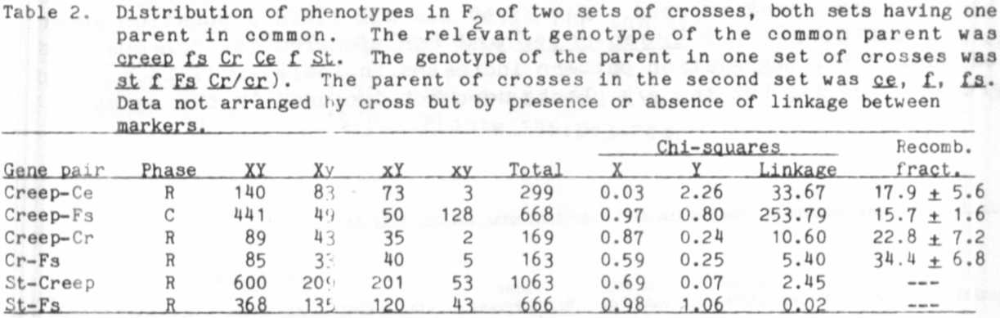 Table 2. Distribution of phenotypes in F2 of two sets of crosses, both sets having one
parent in common. The relevant genotype of the common parent was
creep fs Cr Ce f St. The genotype of the parent in one set of crosses was
st f Fs Cr/cr). The parent of crosses in the second set was ce, f, fs.
Data not arranged by cross but by presence or absence of linkage between
markers.
Chi-squares Recomb.
Gene pair Phase XY Xy xY xy Total X Y Linkage fract.
Creep-Ce R 140 83 73 3 299 0.03 2.26 33.67 17.9 ± 5.6
Creep-Fs C 441 49 50 128 668 0.97 0.80 253.79 15.7 ± 1.6
Creep-Cr R 89 43 35 2 169 0.87 0.24 10.60 22.8 ± 7.2
Cr-Fs R 85 33 40 5 163 0.59 0.25 5.40 34.4 ± 6.8
St-Creep R 600 209 201 53 1063 0.69 0.07 2.45 ---
St-Fs R 368 135 120 43 666 0.98 1.06 0.02 ---